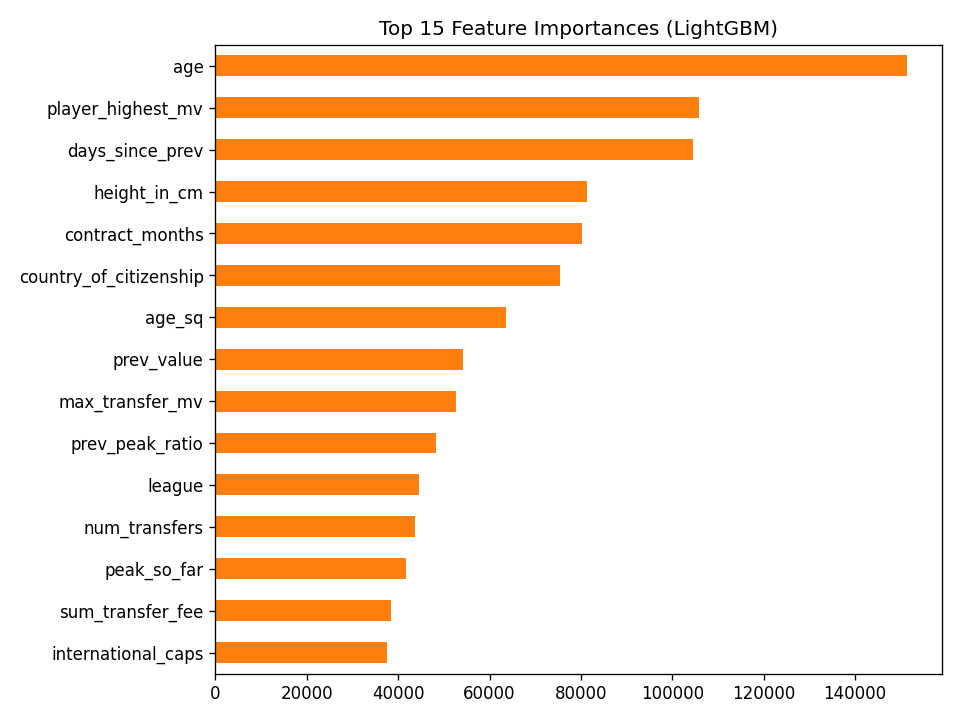 Top 15 Feature Importances (LightGBM)
age
player_highest_mv
days_since_prev
height_in_cm
contract_months
country_of_citizenship
age_sq
prev_value
max_transfer_mv
prev_peak_ratio
league
num_transfers
peak_so_far
sum_transfer_fee
international_caps
0 20000 40000 60000 80000 100000 120000 140000